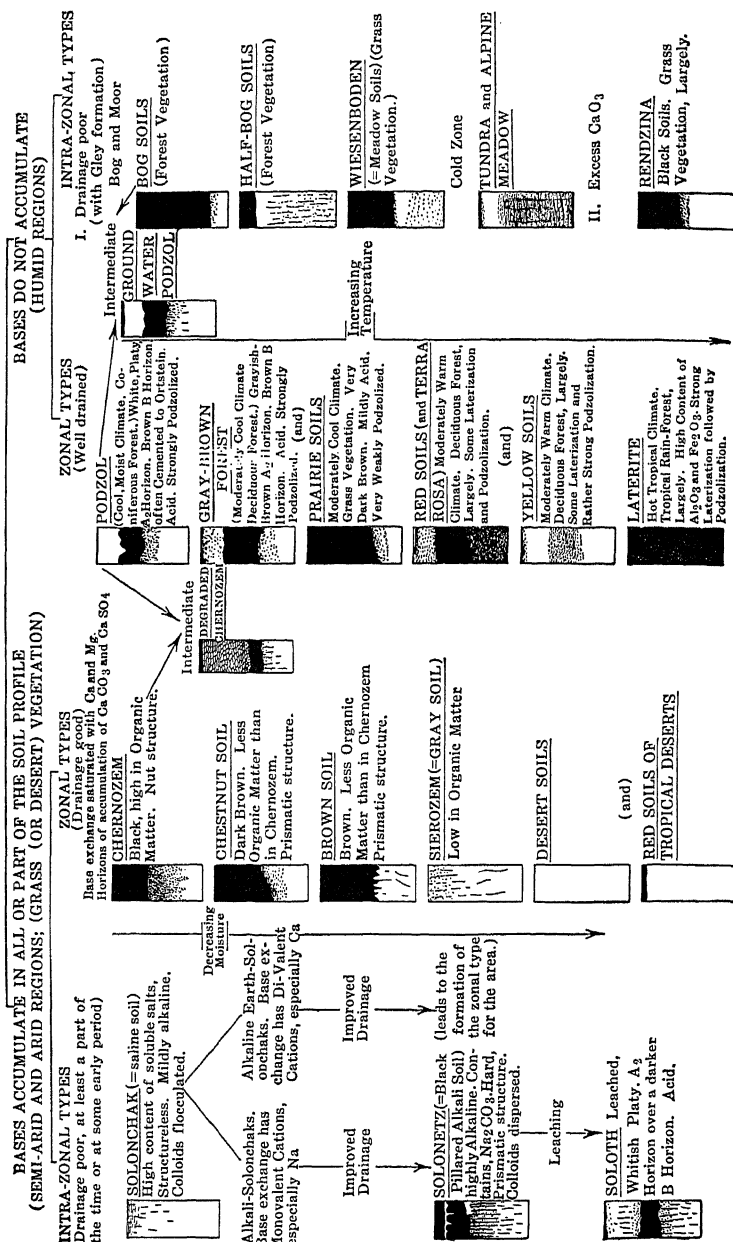 BASES ACCUMULATE IN ALL OR PART OF THE SOIL PROFILE
(SEMI-ARID AND ARID REGIONS; (GRASS (OR DESERT) VEGETATION)
INTRA-ZONAL TYPES
Drainage poor, at least a part of
the time or at some early period)
SOLONCHAK (=saline soil)
High content of soluble salts,
Structureless. Mildly alkaline.
Colloids flocculated.
Alkali-Solonchaks.
Base exchange has
Monovalent Cations,
especially Na
Alkaline Earth-Sol-
onchaks. Base ex-
change has Di-Valent
Cations, especially Ca
Improved
Drainage
Improved
Drainage
SOLONETZ (=Black
Pillared Alkali Soil)
highly Alkaline. Con-
tains, Na2CO3. Hard,
Prismatic structure.
Colloids dispersed.
(leads to the
formation of
the zonal type
for the area.)
Leaching
SOLOTH Leached,
Whitish Platy. A2
Horizon over a darker
B Horizon. Acid.
Decreasing
Moisture
ZONAL TYPES
(Drainage good)
Base exchange saturated with Ca and Mg.
Horizons of accumulation of Ca CO3 and Ca SO4
CHERNOZEM
Black, high in Organic
Matter. Nut structure.
CHESTNUT SOIL
Dark Brown. Less
Organic Matter than
in Chernozem.
Prismatic structure.
BROWN SOIL
Brown. Less Organic
Matter than in Chernozem
Prismatic structure.
SIEROZEM (=GRAY SOIL)
Low in Organic Matter
DESERT SOILS
(and)
RED SOILS OF
TROPICAL DESERTS
Intermediate
DEGRADED
CHERNOZEM
BASES DO NOT ACCUMULATE
(HUMID REGIONS)
ZONAL TYPES
(Well drained)
PODZOL
(Cool, Moist Climate. Co-
niferous Forest.) White, Platy
A2 Horizon. Brown B Horizon
often Cemented to Ortstein.
Acid. Strongly Podzolized.
GRAY-BROWN
FOREST
(Moderately Cool Climate
Deciduous Forest.) Grayish-
Brown A2 Horizon. Brown B
Horizon. Acid. Strongly
Podzolized. (and)
PRAIRIE SOILS
Moderately Cool Climate.
Grass Vegetation. Very
Dark Brown. Mildly Acid.
Very Weakly Podzolized.
RED SOILS (and TERRA
ROSA) Moderately Warm
Climate. Deciduous Forest,
Largely. Some Laterization
and Podzolization.
(and)
YELLOW SOILS
Moderately Warm Climate.
Deciduous Forest, Largely.
Some Laterization and
Rather Strong Podzolization.
LATERITE
Hot Tropical Climate.
Tropical Rain-Forest,
Largely. High Content of
Al2O3 and Fe2O3. Strong
Laterization followed by
Podzolization.
Intermediate
GROUND
WATER
PODZOL
Increasing
Temperature
INTRA-ZONAL TYPES
I. Drainage poor
(with Gley formation)
Bog and Moor
BOG SOILS
(Forest Vegetation)
HALF-BOG SOILS
(Forest Vegetation)
WIESENBODEN
(=Meadow Soils) (Grass
Vegetation.)
Cold Zone
TUNDRA and ALPINE
MEADOW
II. Excess CaO3
RENDZINA
Black Soils. Grass
Vegetation, Largely.